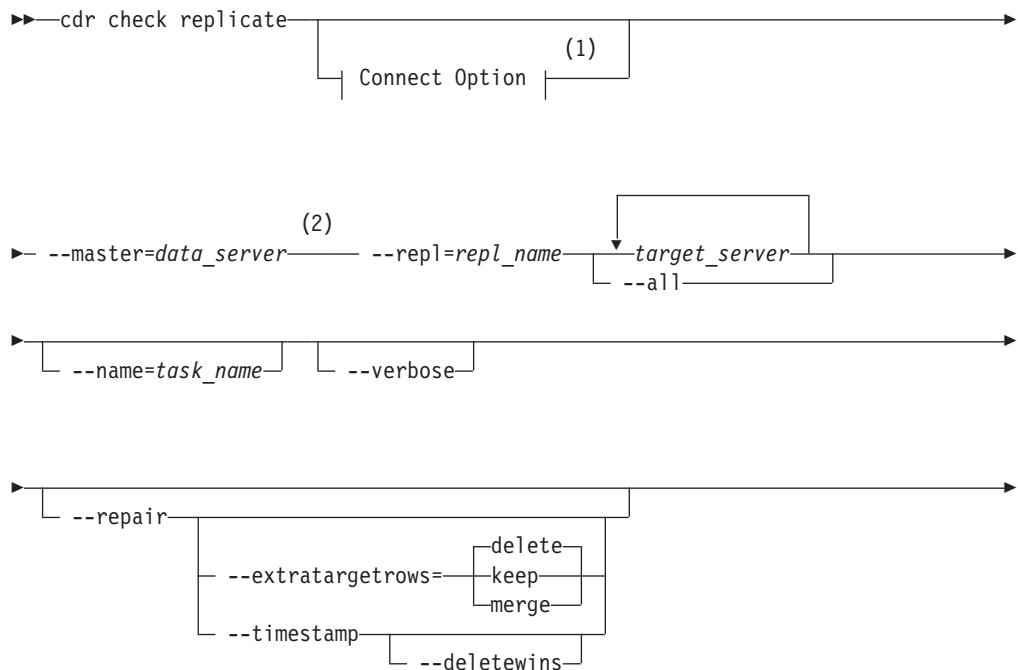 cdr check replicate
(1)
Connect Option
(2)
--master=data_server --repl=repl_name target_server
--all
--name=task_name --verbose
--repair
delete
--extratargetrows= keep
merge
--timestamp
--deletewins